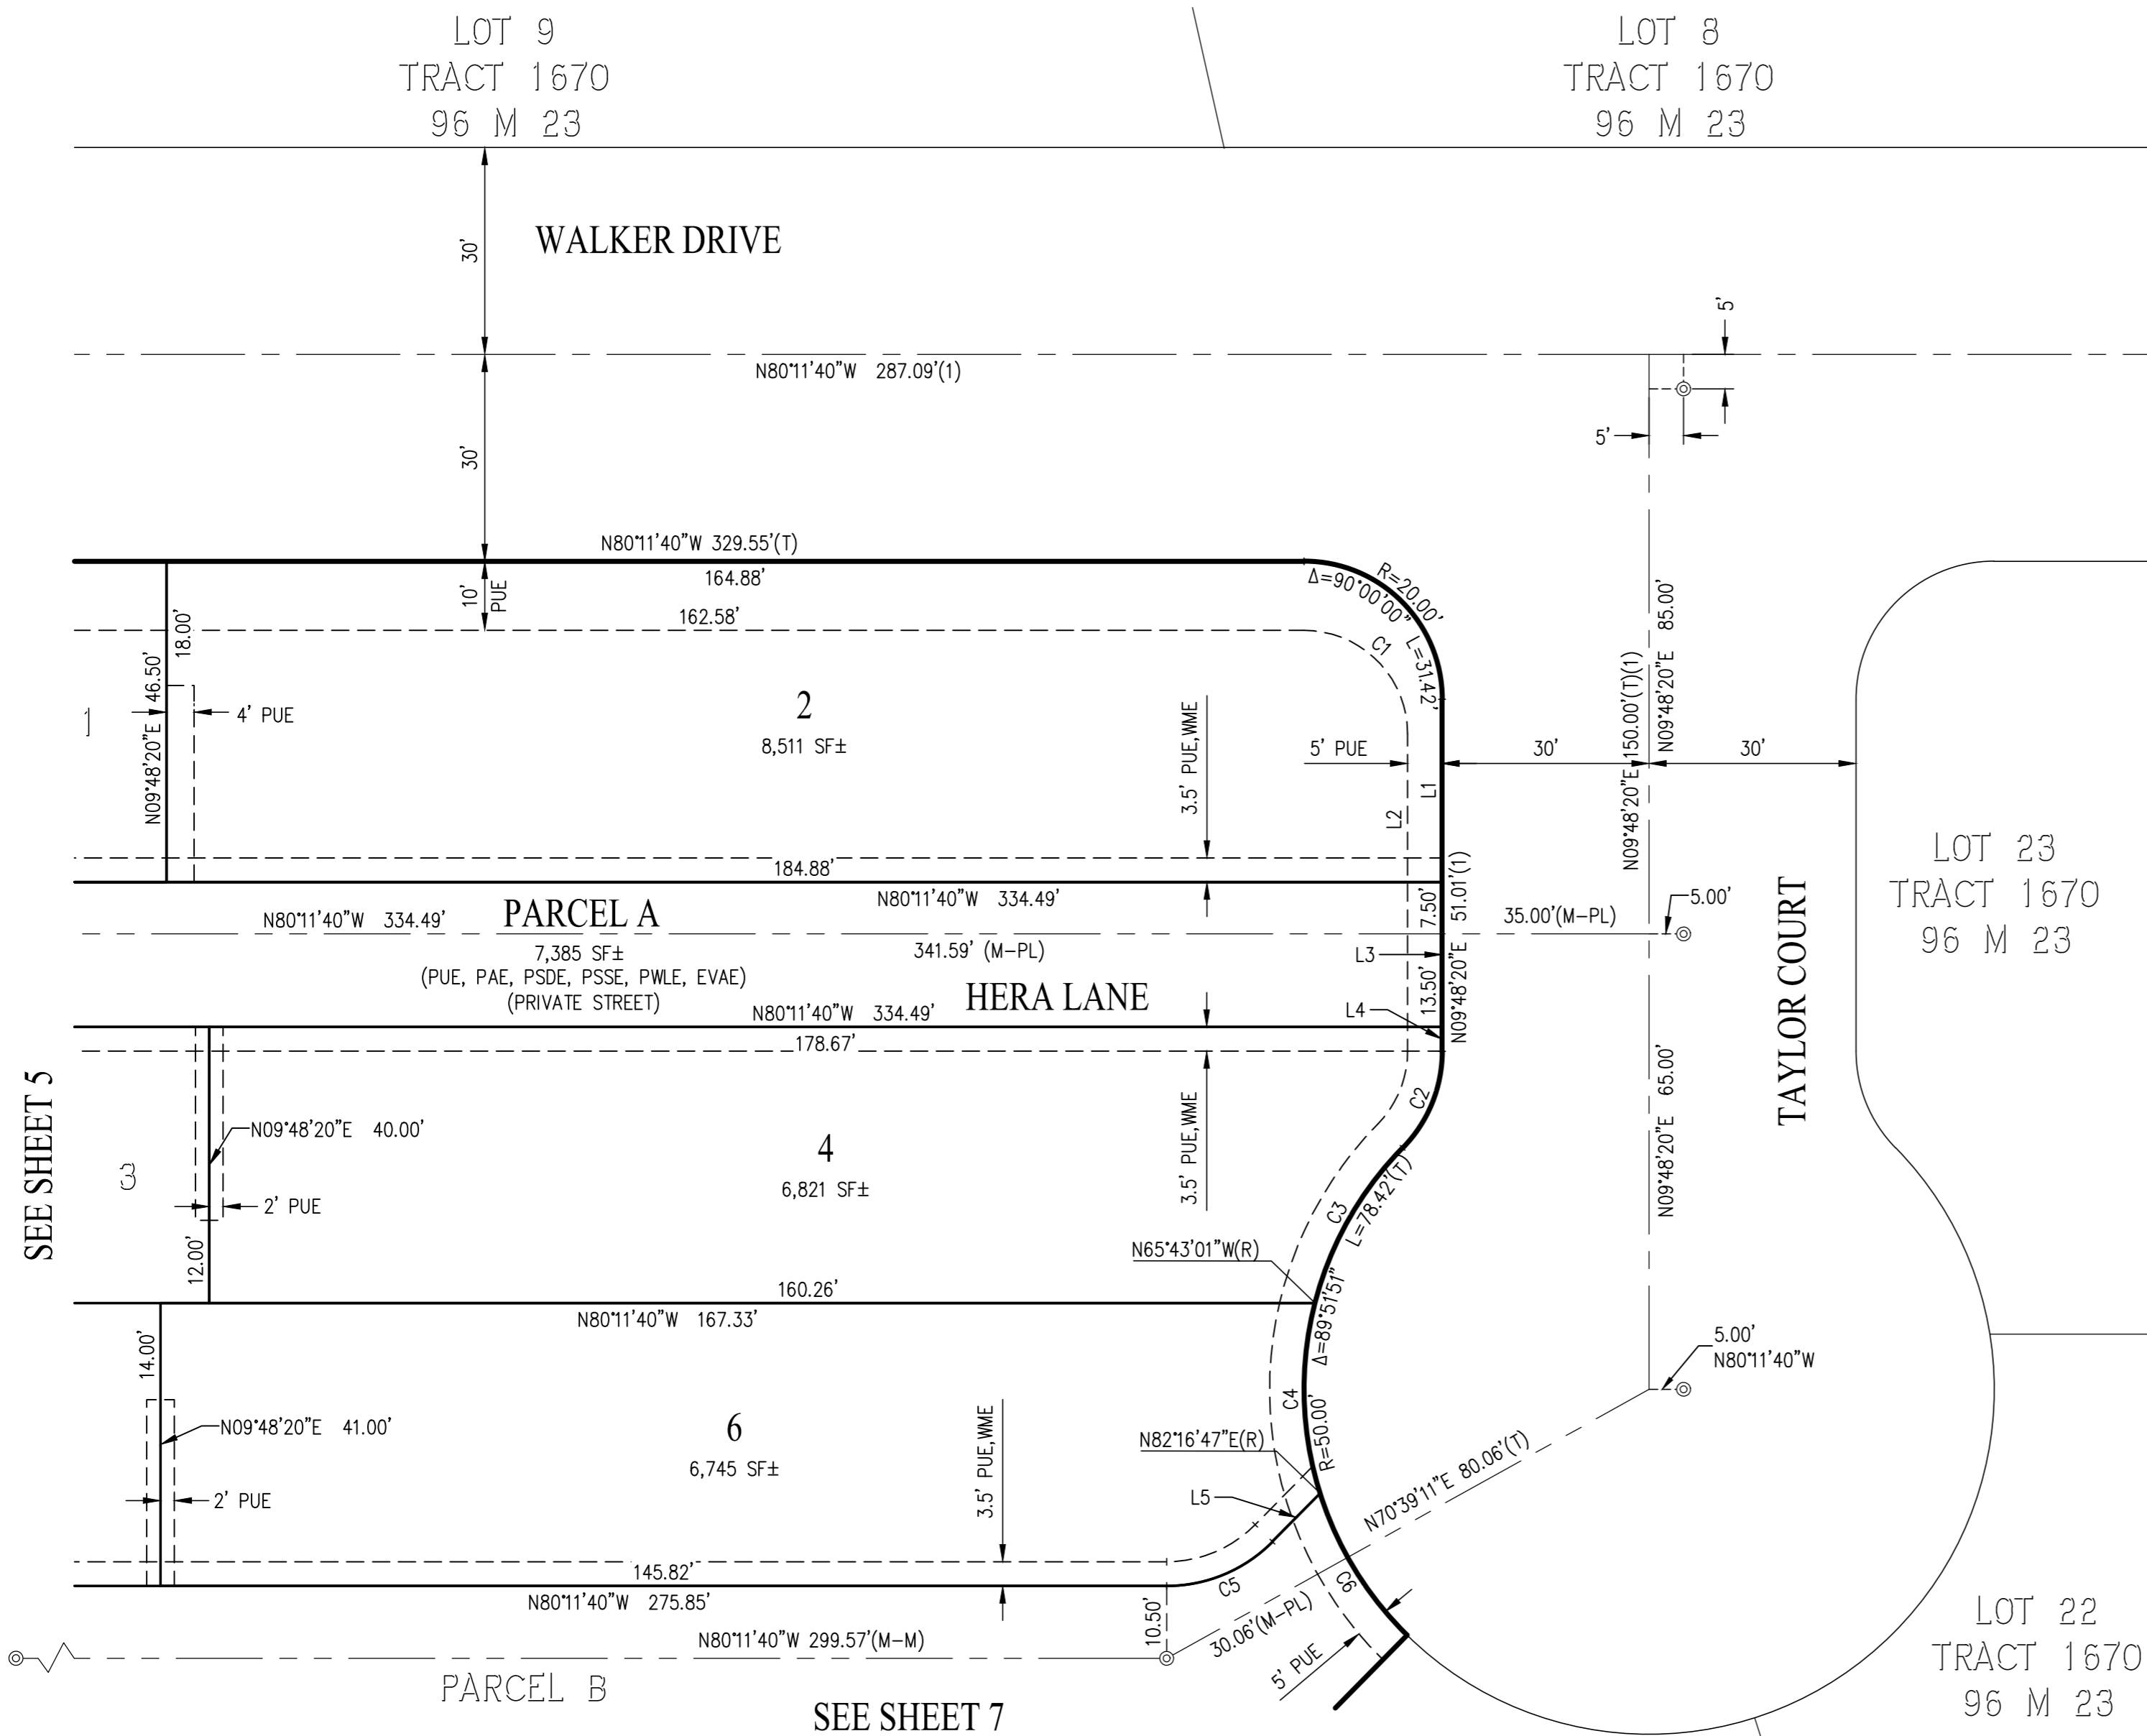 LOT 9
TRACT 1670
96 M 23
LOT 8
TRACT 1670
96 M 23
30'
WALKER DRIVE
5'
N80°11'40"W 287.09'(1)
30'
5'
N80°11'40"W 329.55'(T)
164.88'
10'
PUE
162.58'
R=20.00'
Δ=90°00'00"
L=31.42'
C1
18.00'
N09°48'20"E 46.50'
4' PUE
1
2
8,511 SF±
3.5' PUE,WME
5' PUE
30'
30'
N09°48'20"E 150.00'(T)(1)
N09°48'20"E 85.00'
L1
L2
184.88'
N80°11'40"W 334.49'
N80°11'40"W 334.49'
PARCEL A
7,385 SF±
(PUE, PAE, PSDE, PSSE, PWLE, EVAE)
(PRIVATE STREET)
341.59' (M-PL)
HERA LANE
7.50'
N09°48'20"E 51.01'(1)
35.00'(M-PL)
5.00'
L3
13.50'
L4
LOT 23
TRACT 1670
96 M 23
TAYLOR COURT
N80°11'40"W 334.49'
178.67'
SEE SHEET 5
N09°48'20"E 40.00'
3
2' PUE
12.00'
4
6,821 SF±
3.5' PUE,WME
C2
C3
L=78.42'(T)
N09°48'20"E 65.00'
N65°43'01"W(R)
160.26'
N80°11'40"W 167.33'
Δ=89°51'51"
14.00'
N09°48'20"E 41.00'
2' PUE
6
6,745 SF±
3.5' PUE,WME
C4
R=50.00'
5.00'
N80°11'40"W
N82°16'47"E(R)
L5
N70°39'11"E 80.06'(T)
145.82'
N80°11'40"W 275.85'
C5
C6
10.50'
30.06'(M-PL)
5' PUE
N80°11'40"W 299.57'(M-M)
PARCEL B
SEE SHEET 7
LOT 22
TRACT 1670
96 M 23